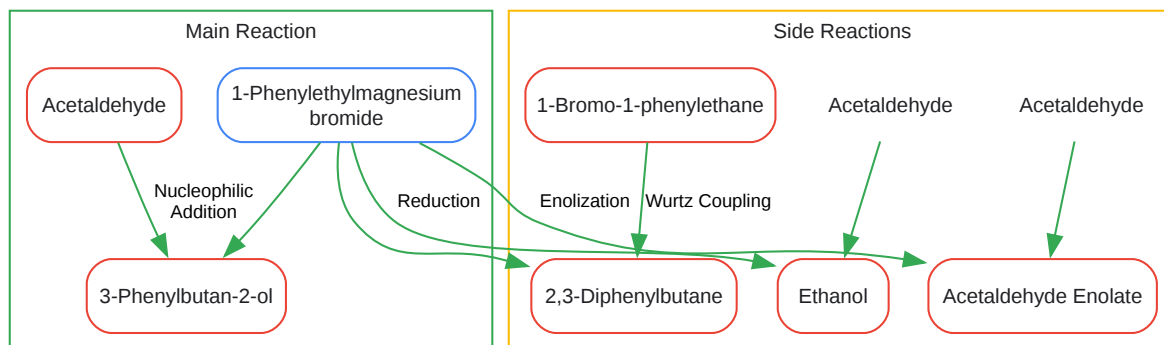 Main Reaction
Side Reactions
Acetaldehyde
1-Phenylethylmagnesium
bromide
1-Bromo-1-phenylethane
Acetaldehyde
Acetaldehyde
Nucleophilic
Addition
Reduction
Enolization
Wurtz Coupling
3-Phenylbutan-2-ol
2,3-Diphenylbutane
Ethanol
Acetaldehyde Enolate